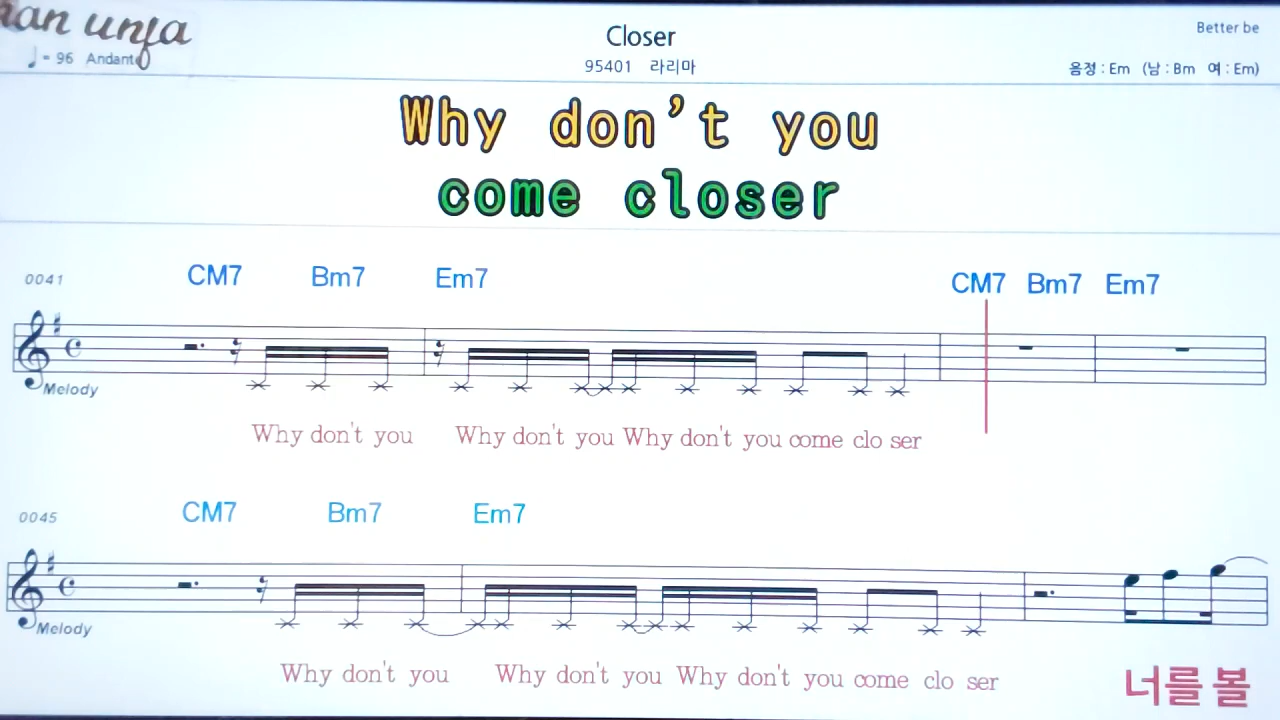 Closer
Better be
♩= 96 Andante
95401 라리마
음정 : Em (남 : Bm 여 : Em)
Why don't you
come closer
0041 CM7 Bm7 Em7 CM7 Bm7 Em7
Melody
Why don't you Why don't you Why don't you come clo ser
0045 CM7 Bm7 Em7
Melody
Why don't you Why don't you Why don't you come clo ser
너를 볼